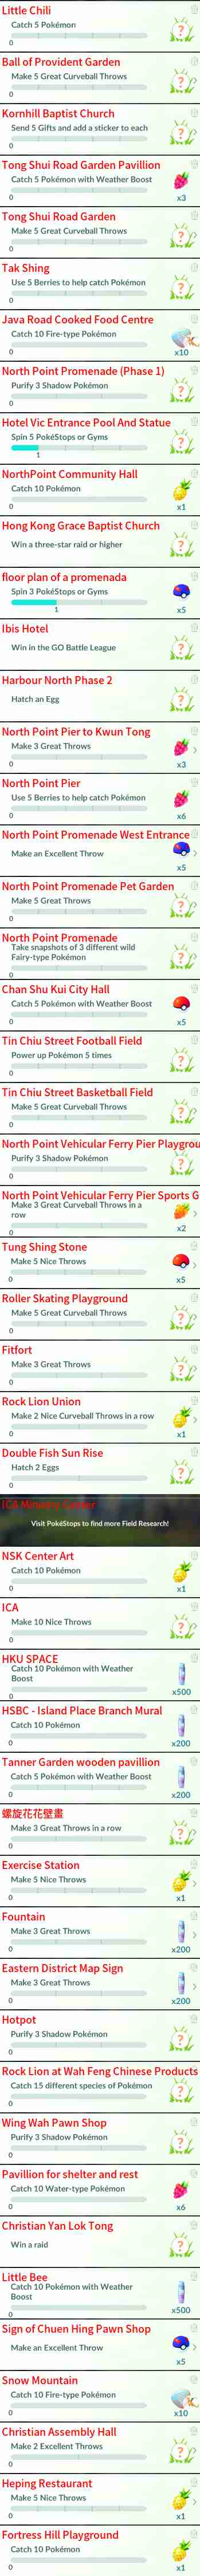 Little Chili
Catch 5 Pokémon
0
Ball of Provident Garden
Make 5 Great Curveball Throws
0
Kornhill Baptist Church
Send 5 Gifts and add a sticker to each
0
Tong Shui Road Garden Pavillion
Catch 5 Pokémon with Weather Boost
0
x3
Tong Shui Road Garden
Make 5 Great Curveball Throws
0
Tak Shing
Use 5 Berries to help catch Pokémon
0
Java Road Cooked Food Centre
Catch 10 Fire-type Pokémon
0
x10
North Point Promenade (Phase 1)
Purify 3 Shadow Pokémon
0
Hotel Vic Entrance Pool And Statue
Spin 5 PokéStops or Gyms
1
NorthPoint Community Hall
Catch 10 Pokémon
0
x1
Hong Kong Grace Baptist Church
Win a three-star raid or higher
floor plan of a promenada
Spin 3 PokéStops or Gyms
1
x5
Ibis Hotel
Win in the GO Battle League
Harbour North Phase 2
Hatch an Egg
North Point Pier to Kwun Tong
Make 3 Great Throws
0
x3
North Point Pier
Use 5 Berries to help catch Pokémon
0
x6
North Point Promenade West Entrance
Make an Excellent Throw
x5
North Point Promenade Pet Garden
Make 5 Great Throws
0
North Point Promenade
Take snapshots of 3 different wild
Fairy-type Pokémon
0
Chan Shu Kui City Hall
Catch 5 Pokémon with Weather Boost
0
x5
Tin Chiu Street Football Field
Power up Pokémon 5 times
0
Tin Chiu Street Basketball Field
Make 5 Great Curveball Throws
0
North Point Vehicular Ferry Pier Playgrou
Purify 3 Shadow Pokémon
0
North Point Vehicular Ferry Pier Sports G
Make 3 Great Curveball Throws in a
row
0
x2
Tung Shing Stone
Make 5 Nice Throws
0
x5
Roller Skating Playground
Make 5 Great Curveball Throws
0
Fitfort
Make 3 Great Throws
0
Rock Lion Union
Make 2 Nice Curveball Throws in a row
0
x1
Double Fish Sun Rise
Hatch 2 Eggs
0
ICA
Visit PokéStops to find more Field Research!
NSK Center Art
Catch 10 Pokémon
0
x1
ICA
Make 10 Nice Throws
0
HKU SPACE
Catch 10 Pokémon with Weather
Boost
0
x500
HSBC - Island Place Branch Mural
Catch 10 Pokémon
0
x200
Tanner Garden wooden pavillion
Catch 5 Pokémon with Weather Boost
0
x200
螺旋花花壁畫
Make 3 Great Throws in a row
0
Exercise Station
Make 5 Nice Throws
0
x1
Fountain
Make 3 Great Throws
0
x200
Eastern District Map Sign
Make 3 Great Throws
0
x200
Hotpot
Purify 3 Shadow Pokémon
0
Rock Lion at Wah Feng Chinese Products
Catch 15 different species of Pokémon
0
Wing Wah Pawn Shop
Purify 3 Shadow Pokémon
0
Pavillion for shelter and rest
Catch 10 Water-type Pokémon
0
x6
Christian Yan Lok Tong
Win a raid
Little Bee
Catch 10 Pokémon with Weather
Boost
0
x500
Sign of Chuen Hing Pawn Shop
Make an Excellent Throw
x5
Snow Mountain
Catch 10 Fire-type Pokémon
0
x10
Christian Assembly Hall
Make 2 Excellent Throws
0
Heping Restaurant
Make 5 Nice Throws
0
x1
Fortress Hill Playground
Catch 10 Pokémon
0
x1